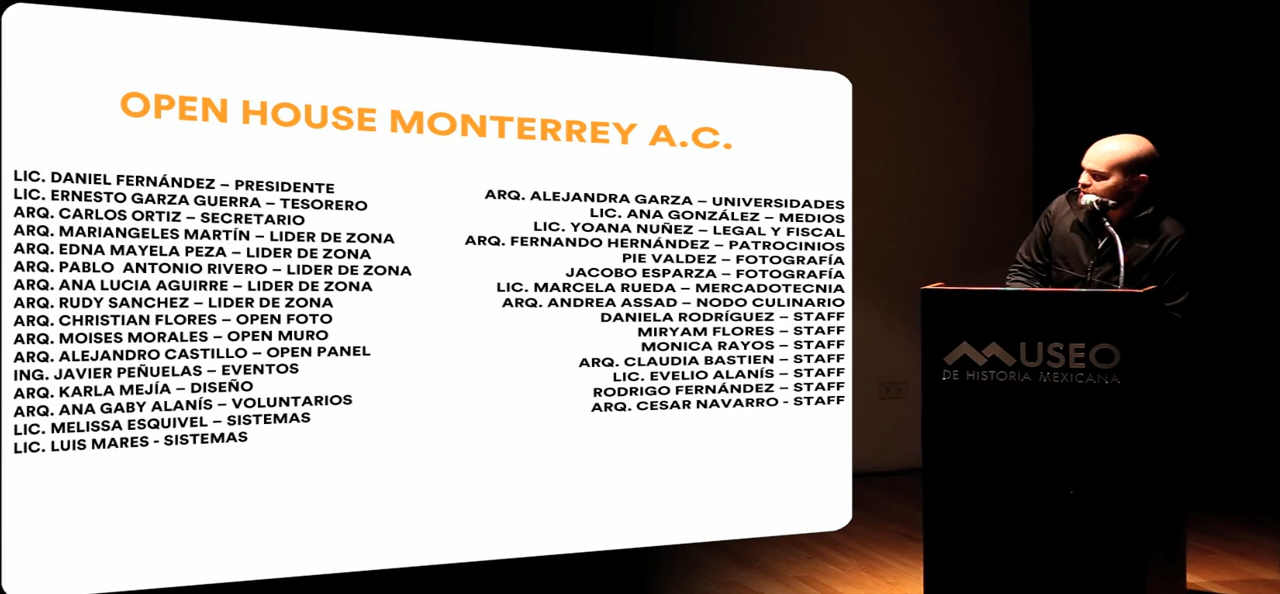 OPEN HOUSE MONTERREY A.C.
LIC. DANIEL FERNÁNDEZ – PRESIDENTE
LIC. ERNESTO GARZA GUERRA – TESORERO
ARQ. CARLOS ORTIZ – SECRETARIO
ARQ. MARIANGELES MARTÍN – LIDER DE ZONA
ARQ. EDNA MAYELA PEZA – LIDER DE ZONA
ARQ. PABLO  ANTONIO RIVERO – LIDER DE ZONA
ARQ. ANA LUCIA AGUIRRE – LIDER DE ZONA
ARQ. RUDY SANCHEZ – LIDER DE ZONA
ARQ. CHRISTIAN FLORES – OPEN FOTO
ARQ. MOISES MORALES – OPEN MURO
ARQ. ALEJANDRO CASTILLO – OPEN PANEL
ING. JAVIER PEÑUELAS – EVENTOS
ARQ. KARLA MEJÍA – DISEÑO
ARQ. ANA GABY ALANÍS – VOLUNTARIOS
LIC. MELISSA ESQUIVEL – SISTEMAS
LIC. LUIS MARES - SISTEMAS
ARQ. ALEJANDRA GARZA – UNIVERSIDADES
LIC. ANA GONZÁLEZ – MEDIOS
LIC. YOANA NUÑEZ – LEGAL Y FISCAL
ARQ. FERNANDO HERNÁNDEZ – PATROCINIOS
PIE VALDEZ – FOTOGRAFÍA
JACOBO ESPARZA – FOTOGRAFÍA
LIC. MARCELA RUEDA – MERCADOTECNIA
ARQ. ANDREA ASSAD – NODO CULINARIO
DANIELA RODRÍGUEZ – STAFF
MIRYAM FLORES – STAFF
MONICA RAYOS – STAFF
ARQ. CLAUDIA BASTIEN – STAFF
LIC. EVELIO ALANÍS – STAFF
RODRIGO FERNÁNDEZ – STAFF
ARQ. CESAR NAVARRO - STAFF
MUSEO
DE HISTORIA MEXICANA